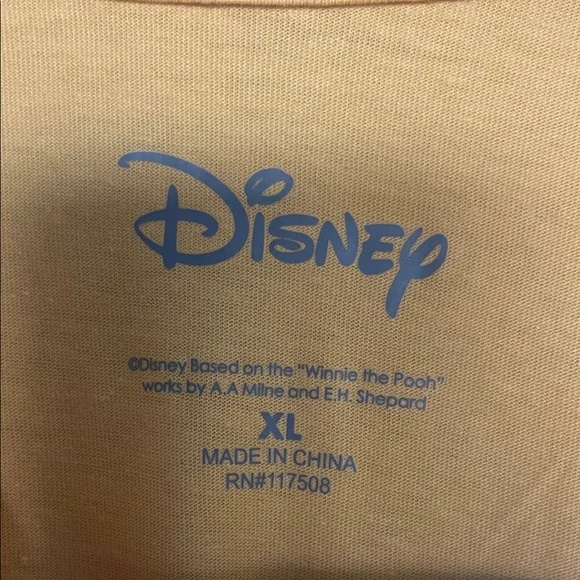 Disney
©Disney Based on the "Winnie the Pooh"
works by A.A Milne and E.H. Shepard
XL
MADE IN CHINA
RN#117508